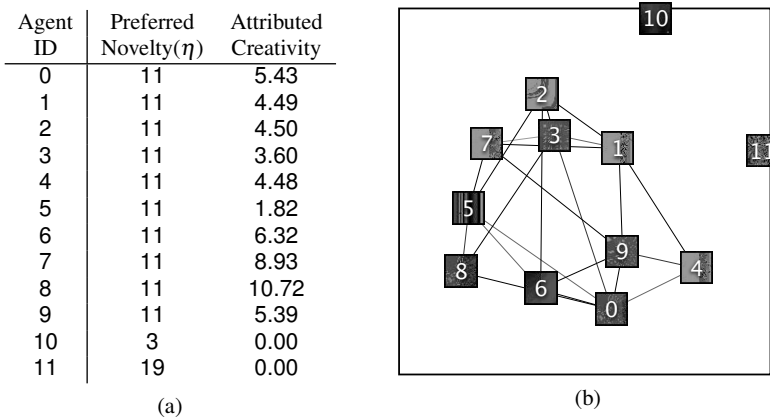 Agent ID Preferred Novelty(η) Attributed Creativity
0 11 5.43
1 11 4.49
2 11 4.50
3 11 3.60
4 11 4.48
5 11 1.82
6 11 6.32
7 11 8.93
8 11 10.72
9 11 5.39
10 3 0.00
11 19 0.00
(a)
10
2
7 3 1
11
5
9
8 4
6
0
(b)